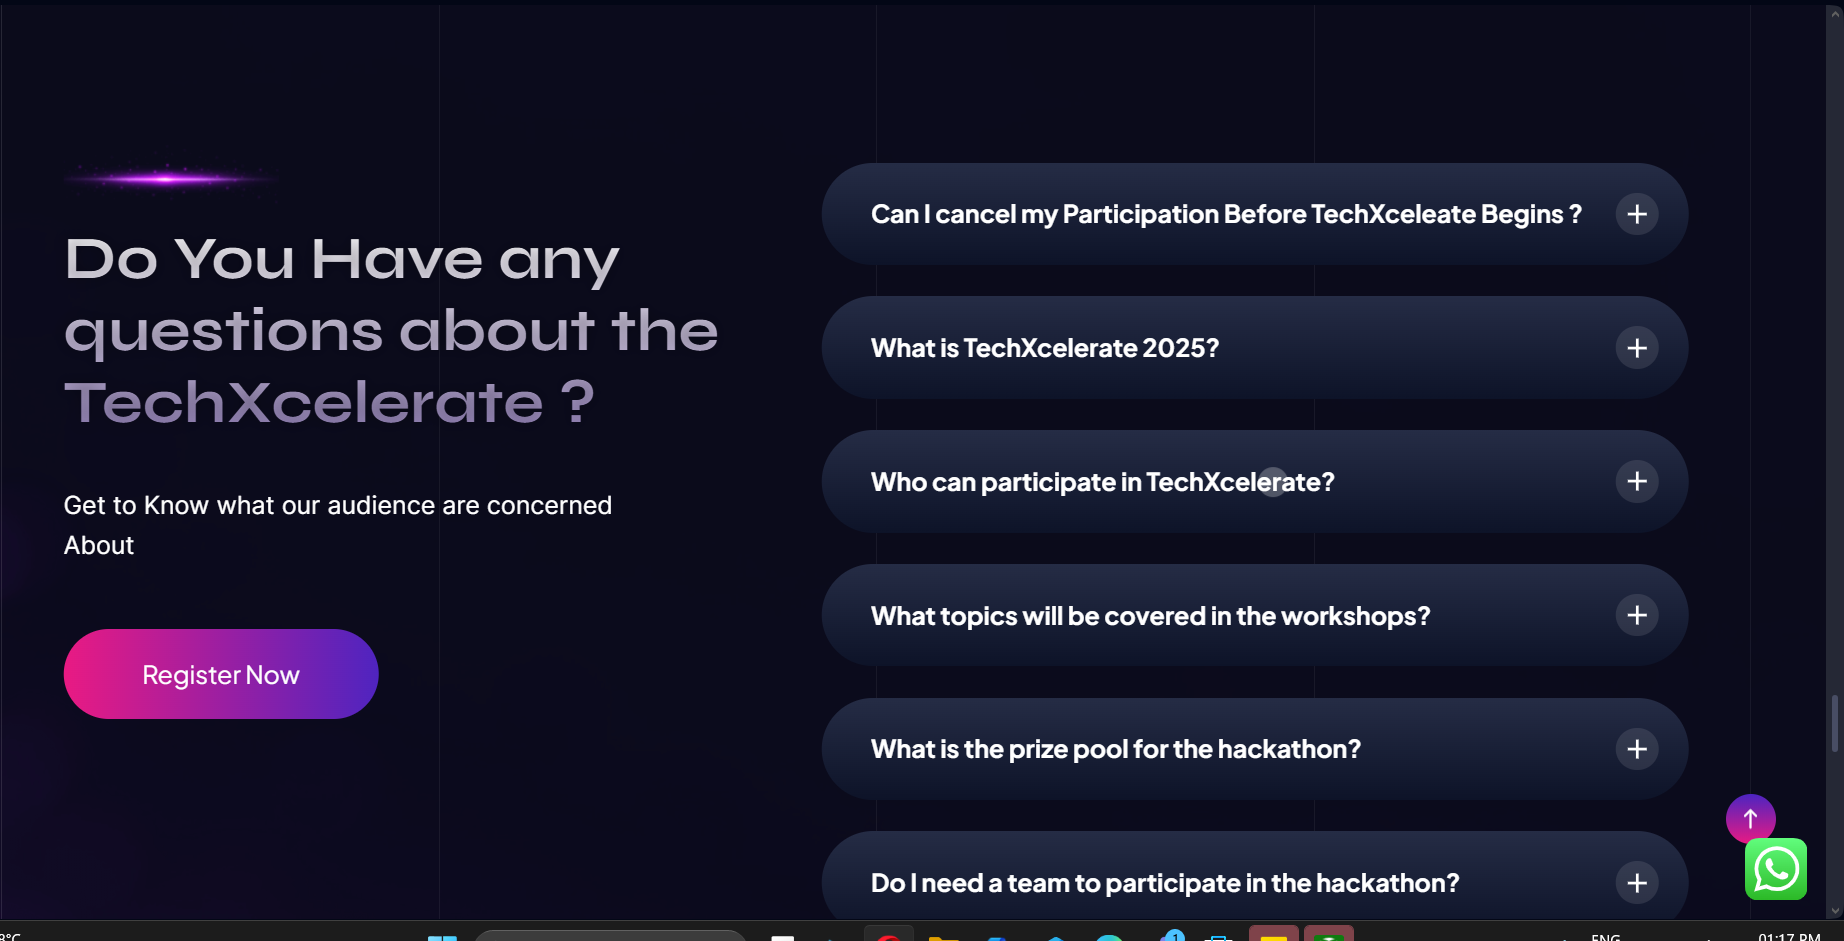 Do You Have any
questions about the
TechXcelerate ?
Get to Know what our audience are concerned
About
Register Now
Can I cancel my Participation Before TechXceleate Begins ?
What is TechXcelerate 2025?
Who can participate in TechXcelerate?
What topics will be covered in the workshops?
What is the prize pool for the hackathon?
Do I need a team to participate in the hackathon?
1
ENG
01:17 PM